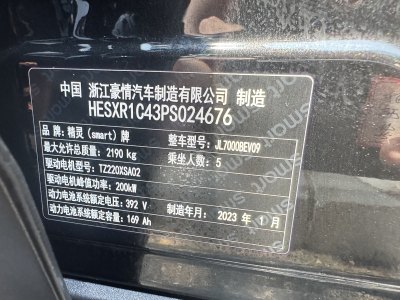 中国 浙江豪情汽车制造有限公司 制造
HESXR1C43PS024676
品牌：精灵（smart）牌 整车型号：JL7000BEV09
最大允许总质量：2190 kg 乘坐人数：5
驱动电机型号：TZ220XSA02
驱动电机峰值功率：200kW
动力电池系统额定电压：392 V 制造年月：2023 年 1 月
动力电池系统额定容量：169 Ah